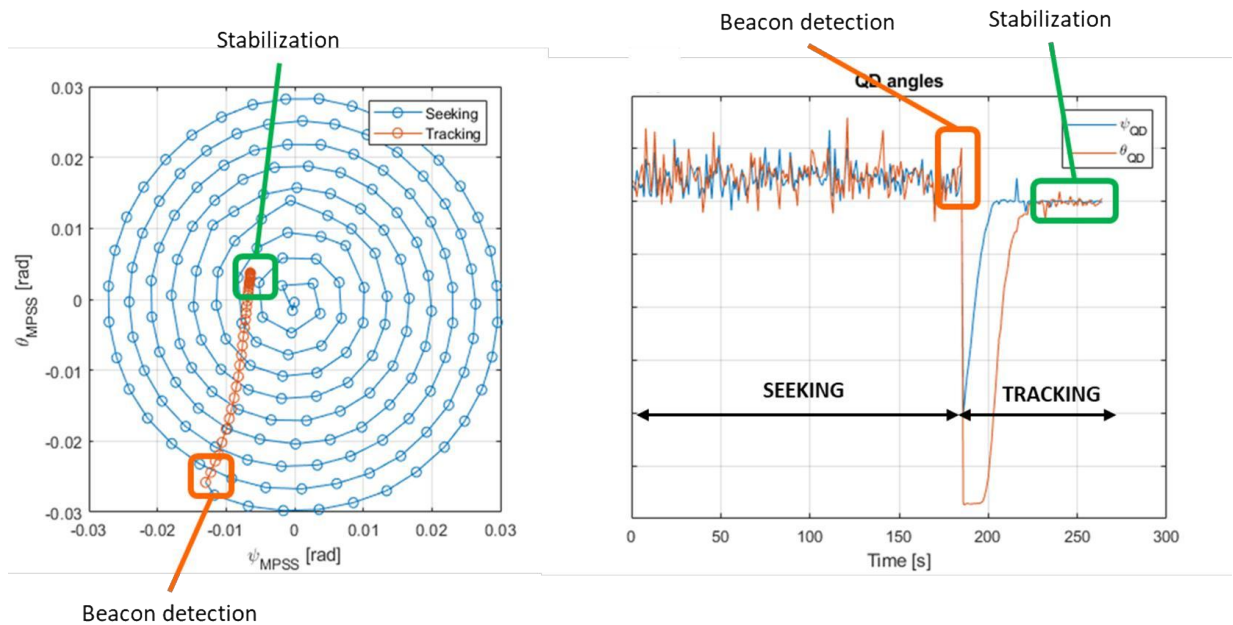 Stabilization
0.03
0.02
0.01
0
-0.01
-0.02
-0.03
θMPSS [rad]
Seeking
Tracking
-0.03 -0.02 -0.01 0 0.01 0.02 0.03
ψMPSS [rad]
Beacon detection
Beacon detection
Stabilization
QD angles
ψQD
θQD
SEEKING
TRACKING
0 50 100 150 200 250 300
Time [s]